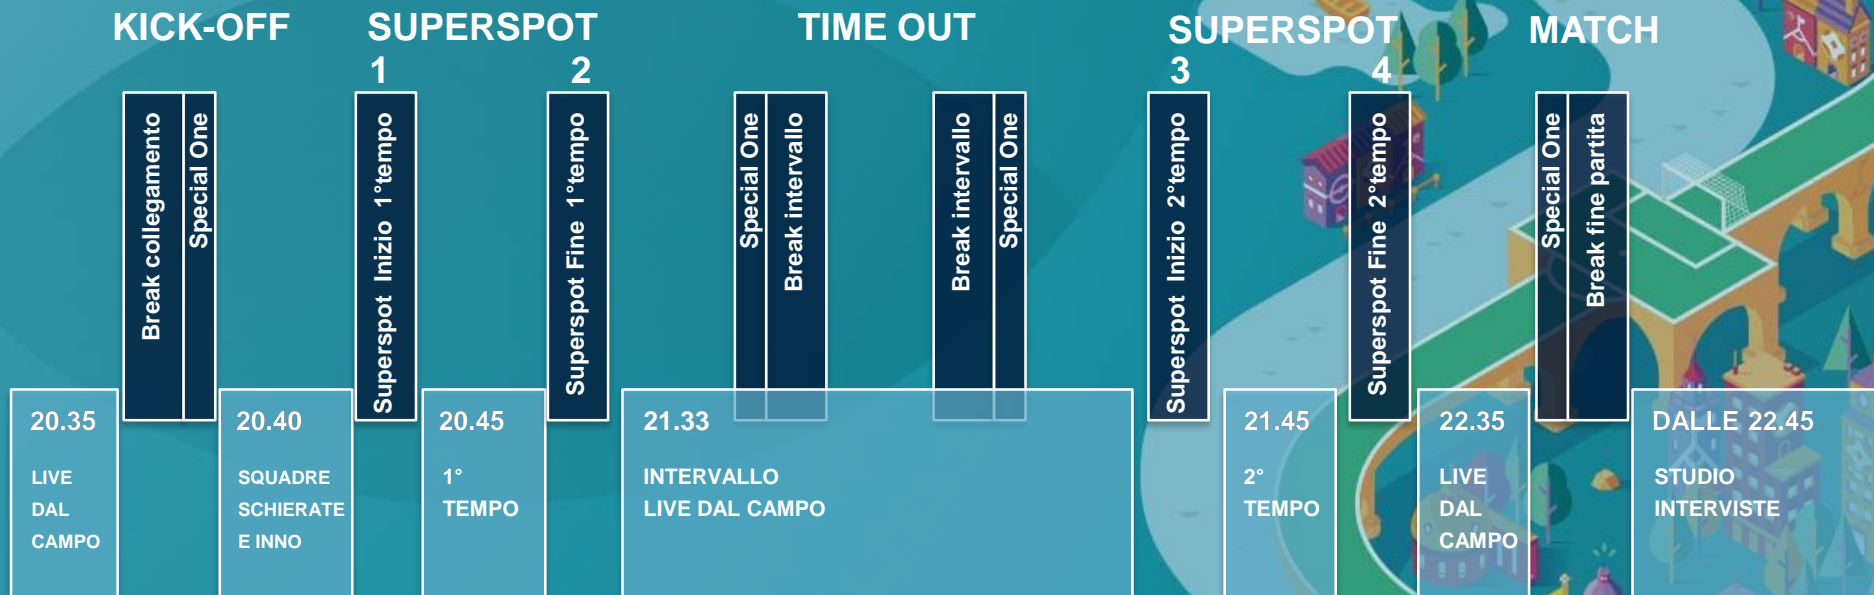 KICK-OFF
SUPERSPOT
1
2
TIME OUT
SUPERSPOT
3
4
MATCH
Break collegamento
Special One
Superspot Inizio 1°tempo
Superspot Fine 1°tempo
Special One
Break intervallo
Break intervallo
Special One
Superspot Inizio 2°tempo
Superspot Fine 2°tempo
Special One
Break fine partita
20.35
LIVE
DAL
CAMPO
20.40
SQUADRE
SCHIERATE
E INNO
20.45
1°
TEMPO
21.33
INTERVALLO
LIVE DAL CAMPO
21.45
2°
TEMPO
22.35
LIVE
DAL
CAMPO
DALLE 22.45
STUDIO
INTERVISTE